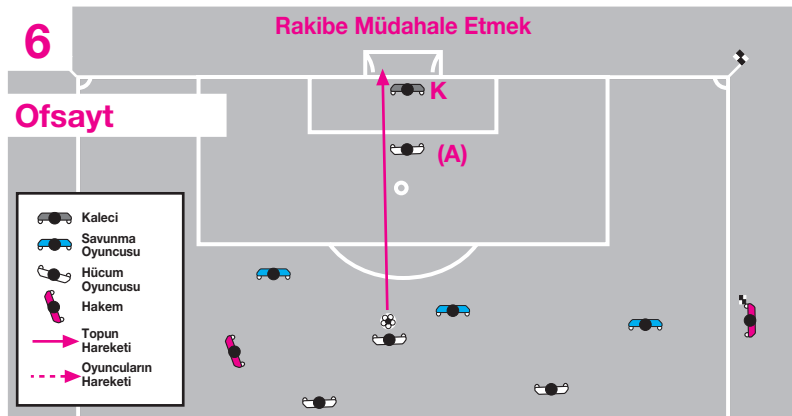 6
Rakibe Müdahale Etmek
Ofsayt
K
(A)
Kaleci
Savunma
Oyuncusu
Hücum
Oyuncusu
Hakem
Topun
Hareketi
Oyuncuların
Hareketi